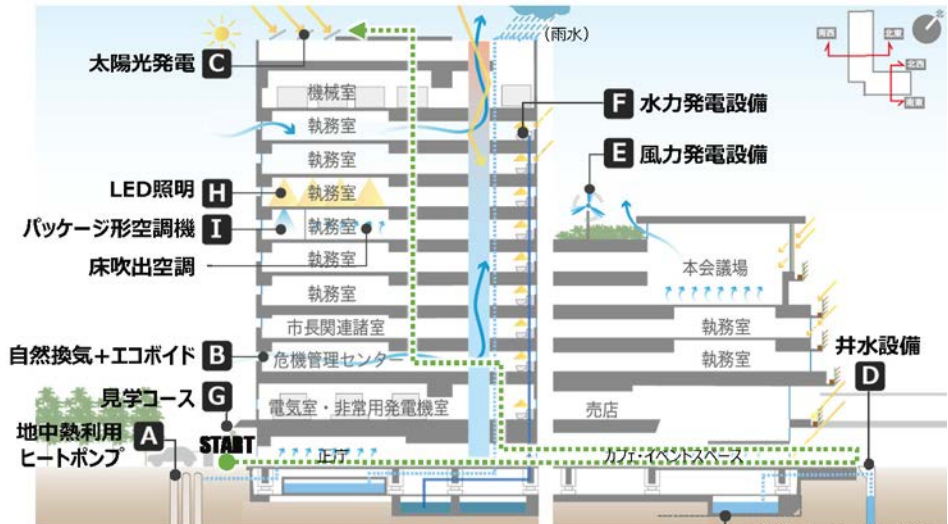 北
南西
北東
北西
南東
(雨水)
太陽光発電 C
機械室
F 水力発電設備
執務室
E 風力発電設備
執務室
LED照明 H
執務室
パッケージ形空調機 I
執務室
床吹出空調
執務室
本会議場
執務室
市長関連諸室
執務室
自然換気+エコボイド B
危機管理センター
執務室
井水設備
D
見学コース G
電気室・非常用発電機室
売店
地中熱利用
ヒートポンプ A
START
正庁
カフェ・イベントスペース